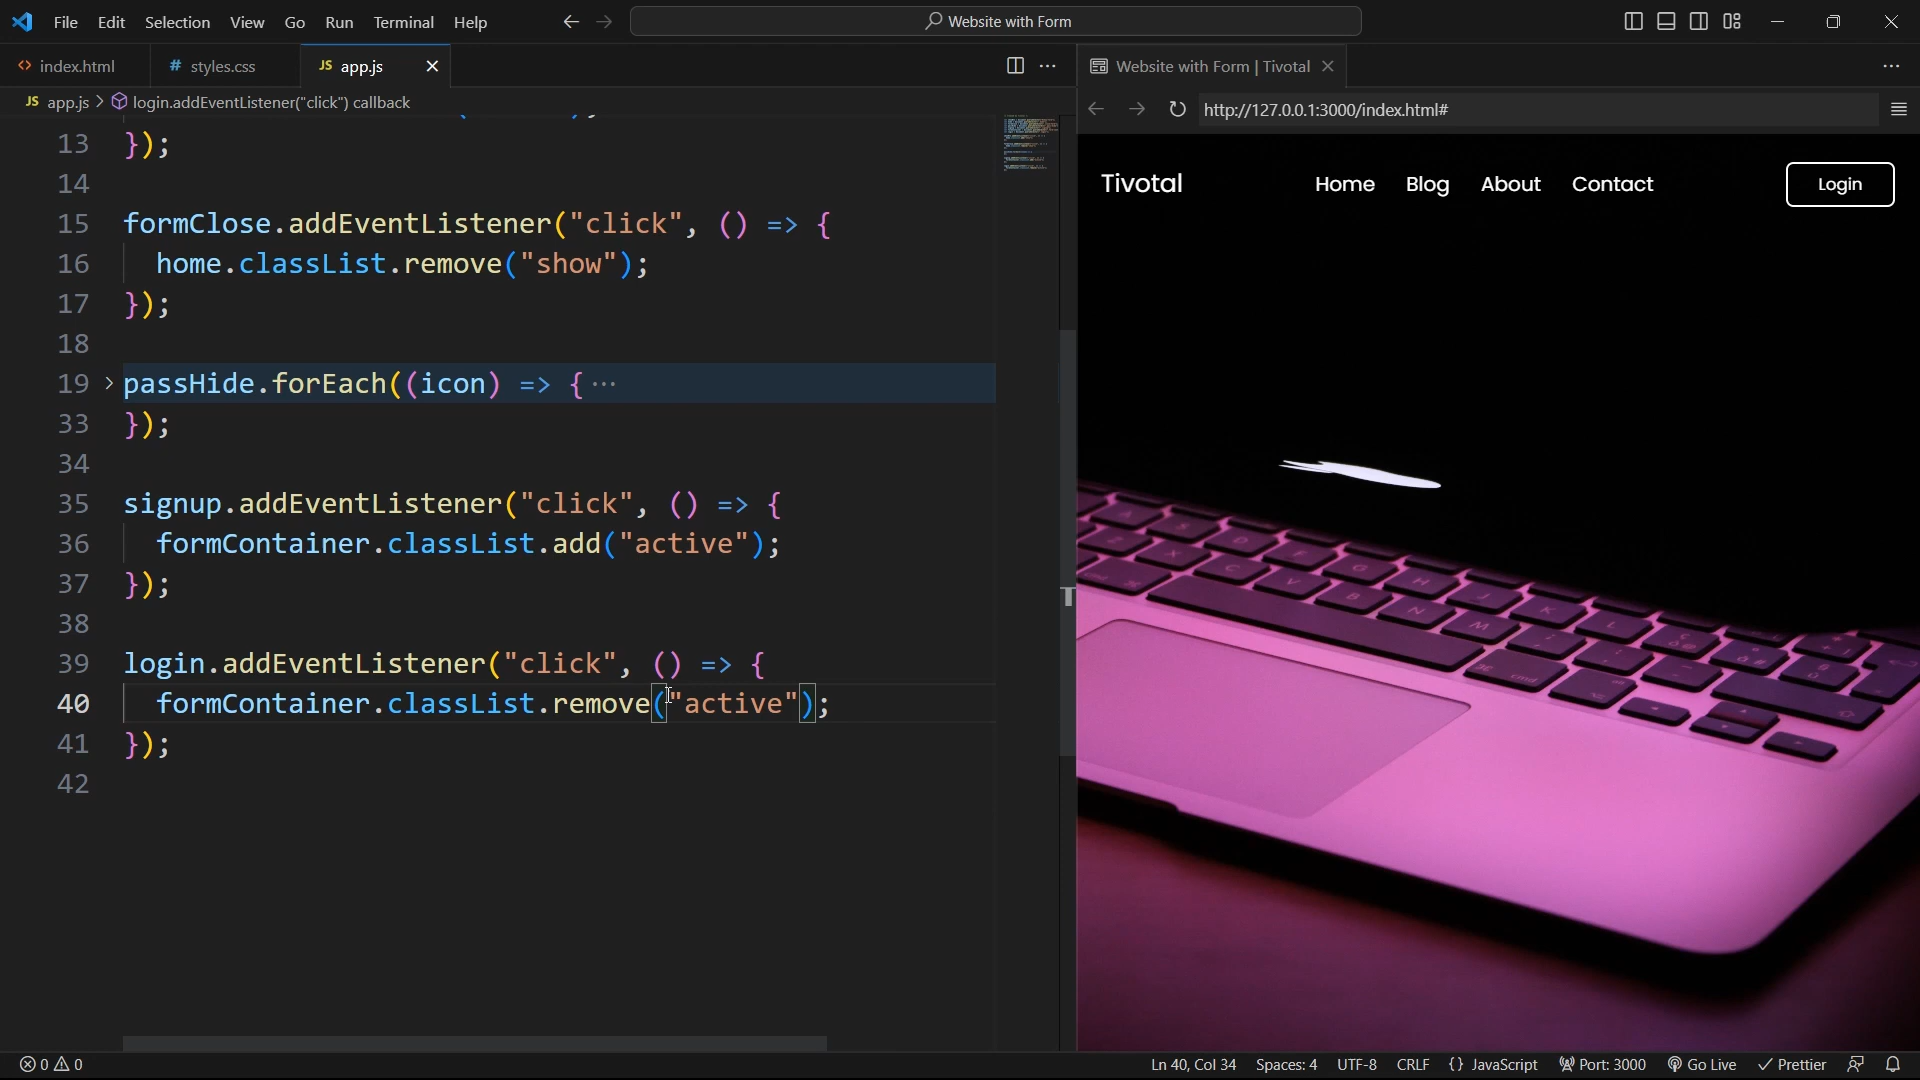 File Edit Selection View Go Run Terminal Help
Website with Form
index.html
# styles.css
JS app.js
Website with Form | Tivotal
JS app.js > login.addEventListener("click") callback
http://127.0.0.1:3000/index.html#
13 });
14
15 formClose.addEventListener("click", () => {
16 home.classList.remove("show");
17 });
18
19 passHide.forEach((icon) => { ···
33 });
34
35 signup.addEventListener("click", () => {
36 formContainer.classList.add("active");
37 });
38
39 login.addEventListener("click", () => {
40 formContainer.classList.remove("active");
41 });
42
Tivotal
Home Blog About Contact
Login
0 0
Ln 40, Col 34 Spaces: 4 UTF-8 CRLF {} JavaScript Port: 3000 Go Live Prettier